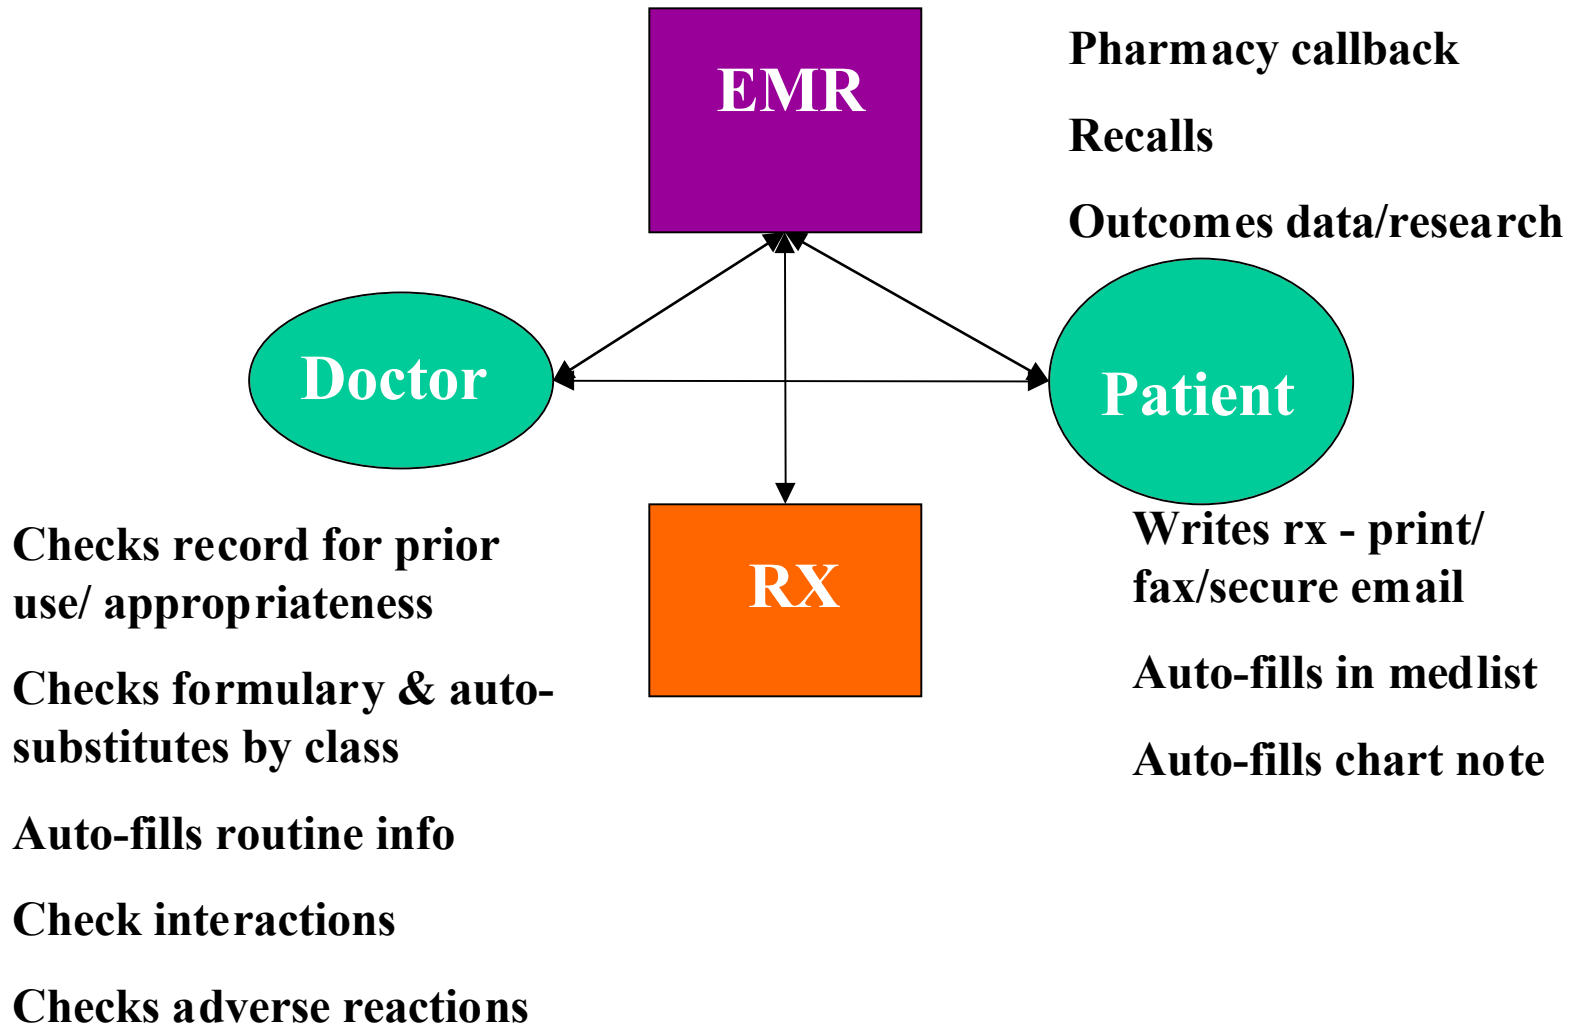 EMR
Pharmacy callback
Recalls
Outcomes data/research
Doctor
Patient
RX
Checks record for prior
use/ appropriateness
Checks formulary & auto-
substitutes by class
Auto-fills routine info
Check interactions
Checks adverse reactions
Writes rx - print/
fax/secure email
Auto-fills in medlist
Auto-fills chart note